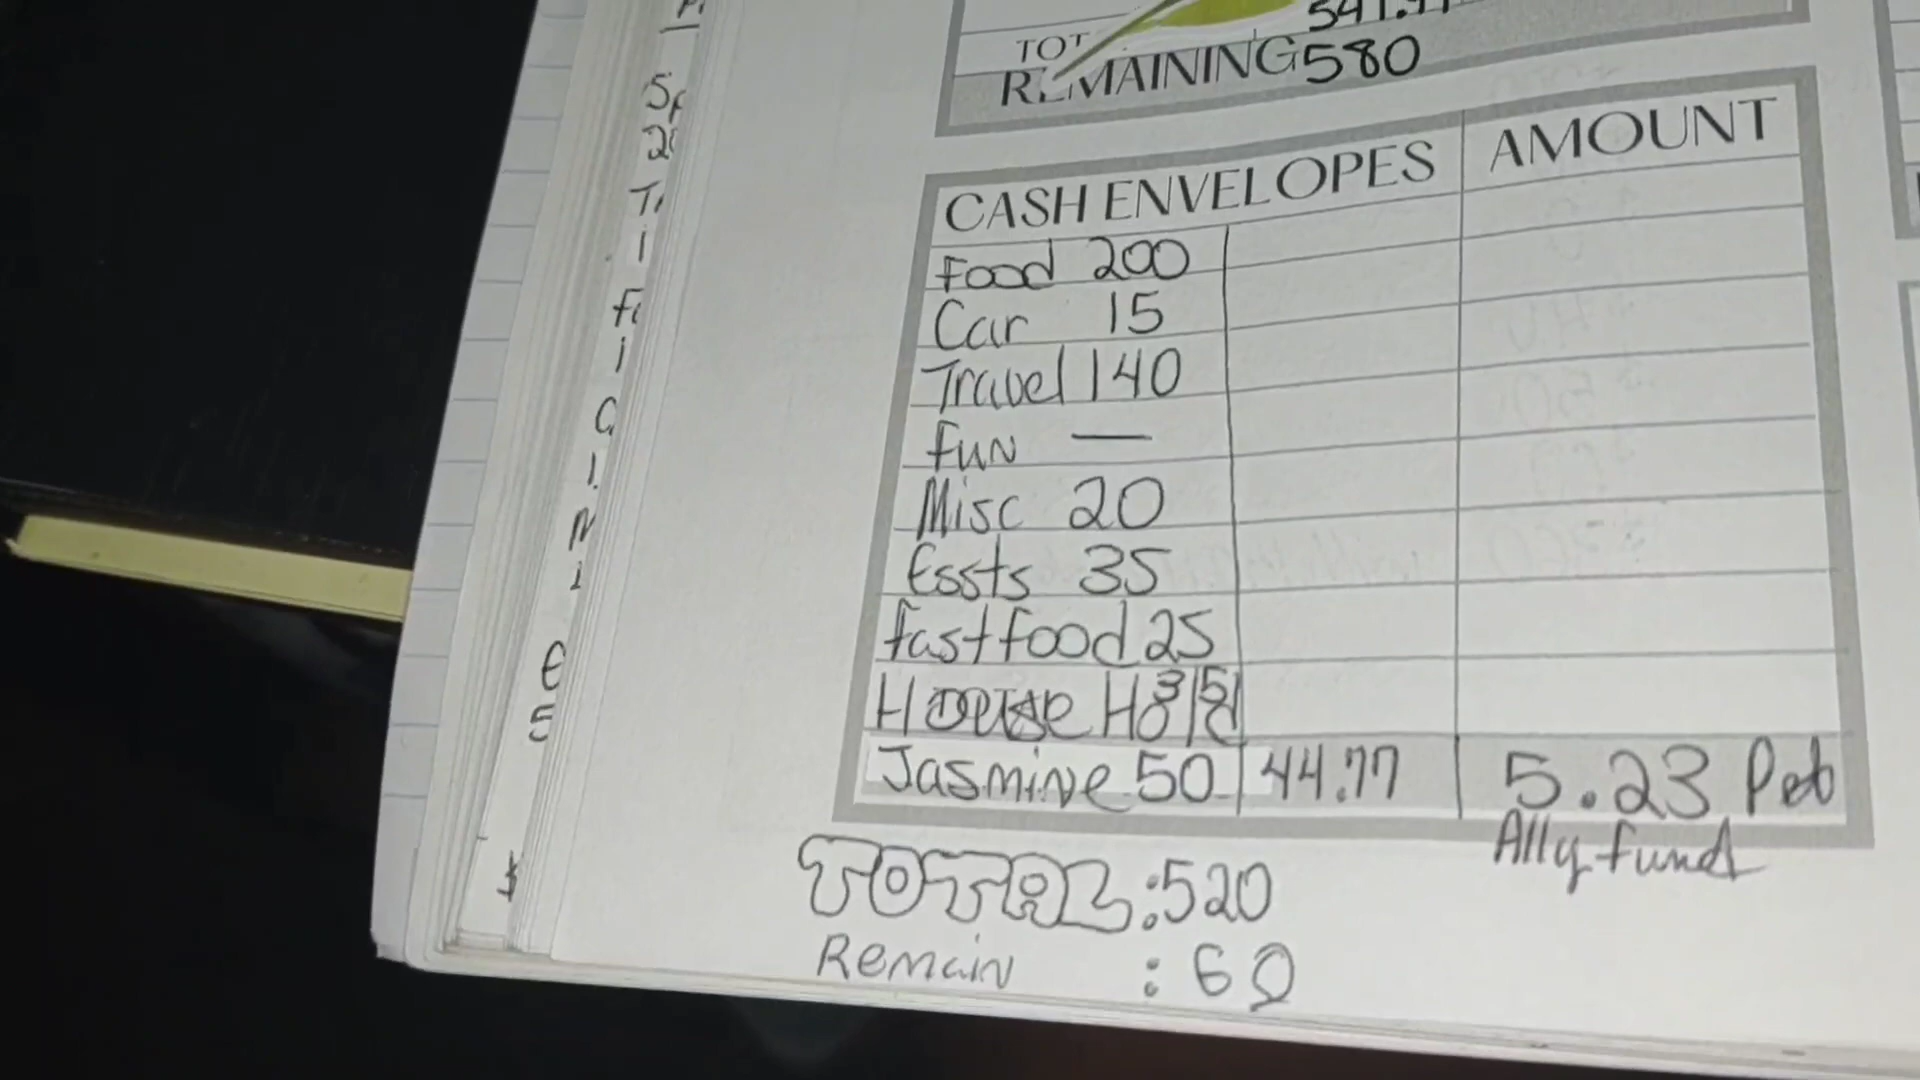 REMAINING 580
CASH ENVELOPES AMOUNT
Food 200
Car 15
Travel 140
Fun —
Misc 20
Essts 35
fastfood 25
House H
Jasmine 50 44.77 5.23 Pet
Ally fund
TOTAL: 520
Remain : 60